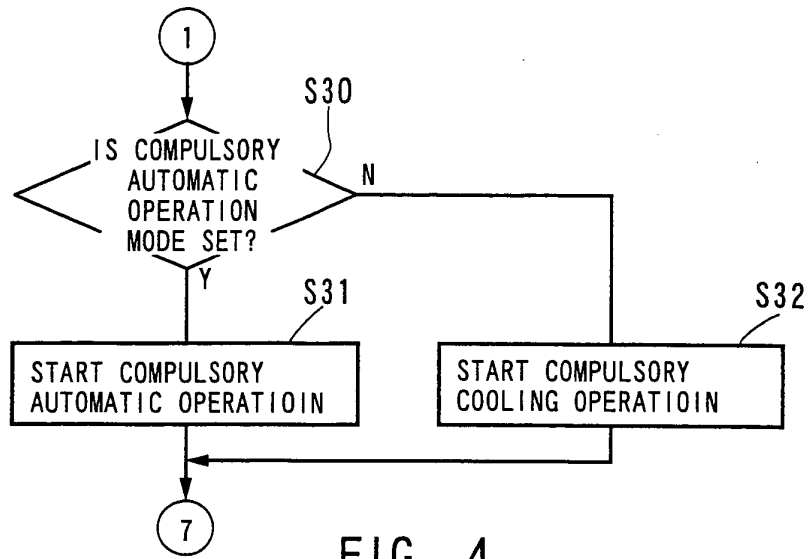 1
S30
IS COMPULSORY
AUTOMATIC
OPERATION
MODE SET?
N
Y
S31
S32
START COMPULSORY
AUTOMATIC OPERATIOIN
START COMPULSORY
COOLING OPERATIOIN
7
FIG. 4